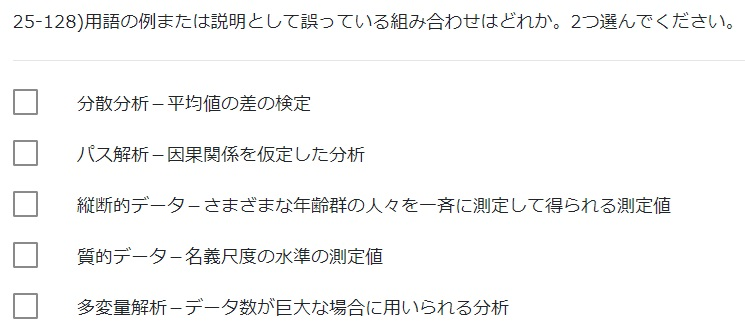 25-128)用語の例または説明として誤っている組み合わせはどれか。2つ選んでください。
分散分析－平均値の差の検定
パス解析－因果関係を仮定した分析
縦断的データ－さまざまな年齢群の人々を一斉に測定して得られる測定値
質的データ－名義尺度の水準の測定値
多変量解析－データ数が巨大な場合に用いられる分析